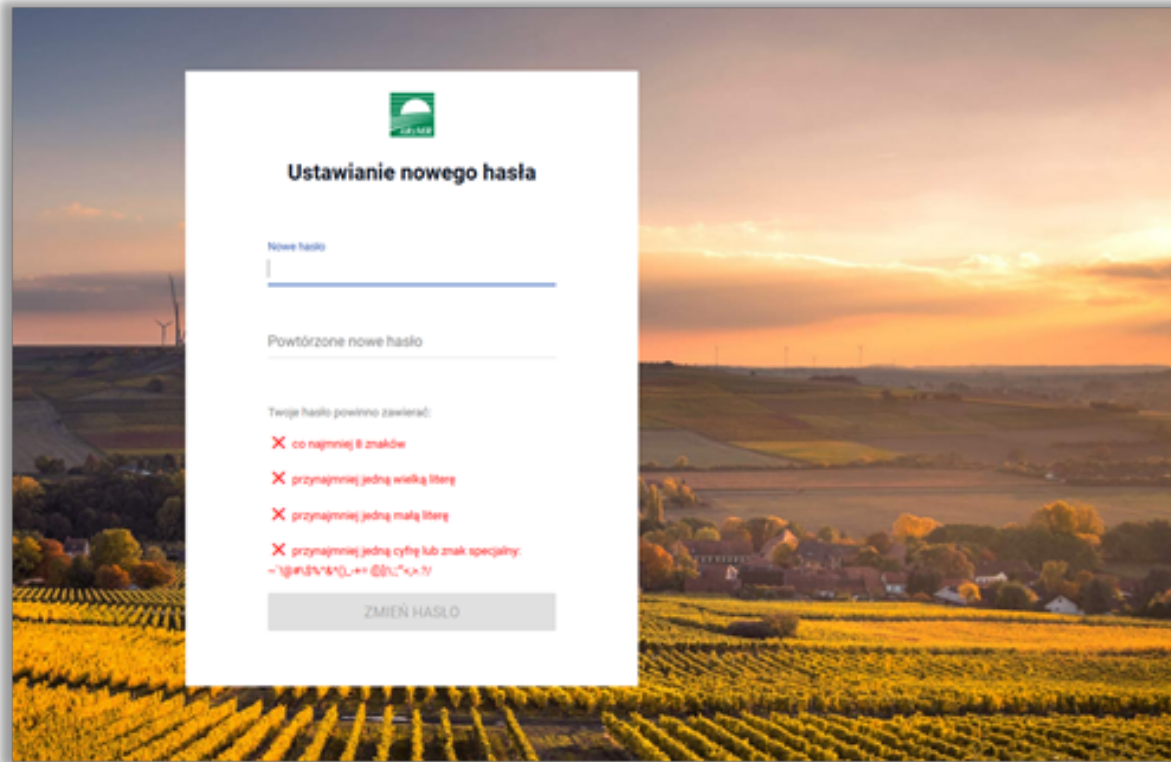 ARiMR
Ustawianie nowego hasła
Nowe hasło
Powtórzone nowe hasło
Twoje hasło powinno zawierać:
✕ co najmniej 8 znaków
✕ przynajmniej jedną wielką literę
✕ przynajmniej jedną małą literę
✕ przynajmniej jedną cyfrę lub znak specjalny:
ZMIEŃ HASŁO